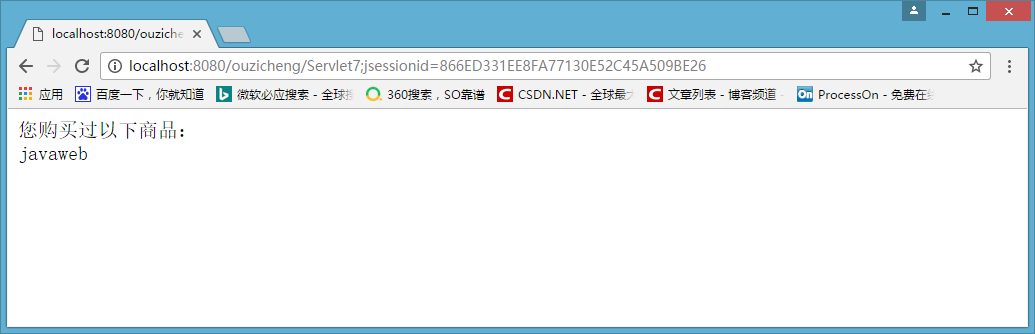 localhost:8080/ouziche
localhost:8080/ouzicheng/Servlet7;jsessionid=866ED331EE8FA77130E52C45A509BE26
应用 百度一下，你就知道 微软必应搜索 - 全球搜 360搜索，SO靠谱 CSDN.NET - 全球最大 文章列表 - 博客频道 - ProcessOn - 免费在线
您购买过以下商品：
javaweb